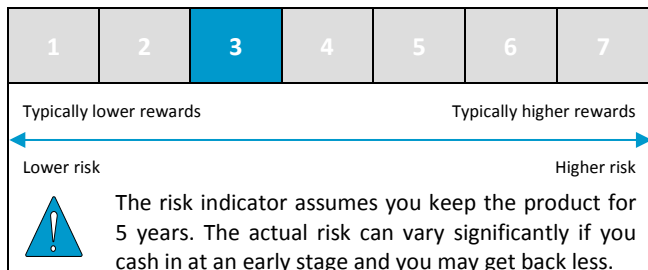 1 2 3 4 5 6 7
Typically lower rewards Typically higher rewards
Lower risk Higher risk
The risk indicator assumes you keep the product for
5 years. The actual risk can vary significantly if you
cash in at an early stage and you may get back less.